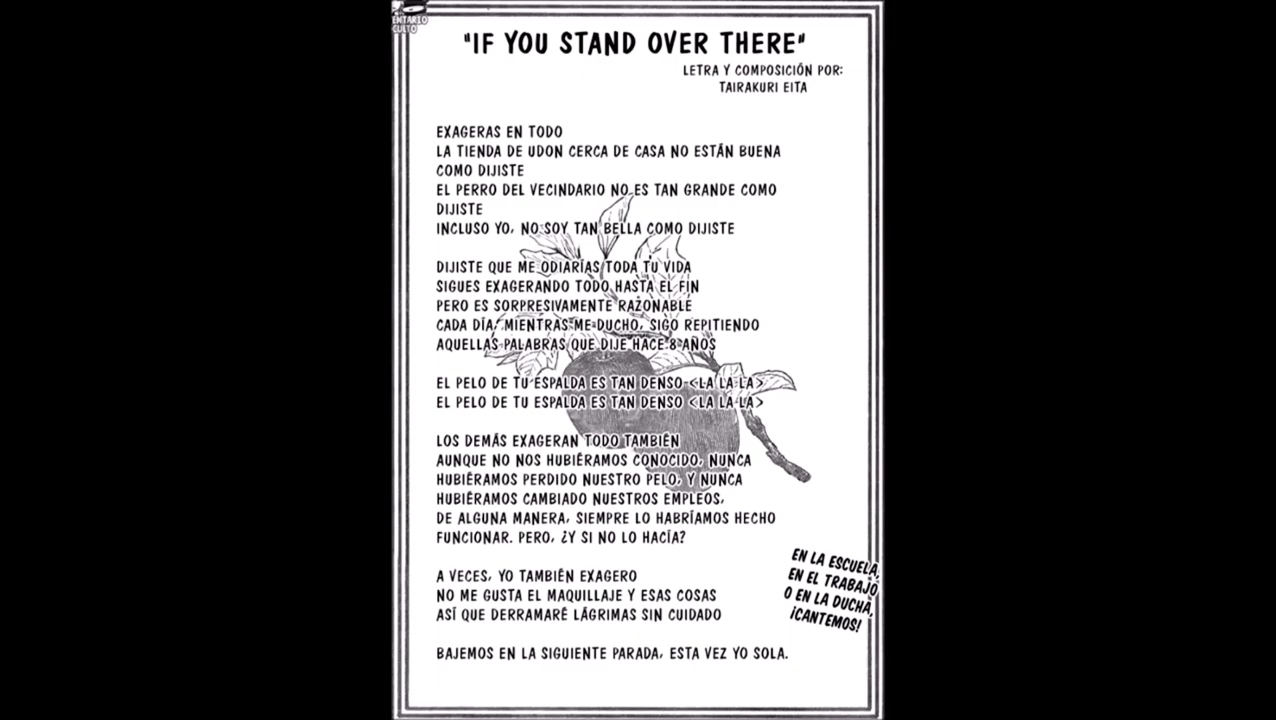 ENTARIO
CULTO
"IF YOU STAND OVER THERE"
LETRA Y COMPOSICIÓN POR:
TAIRAKURI EITA
EXAGERAS EN TODO
LA TIENDA DE UDON CERCA DE CASA NO ESTÁN BUENA
COMO DIJISTE
EL PERRO DEL VECINDARIO NO ES TAN GRANDE COMO
DIJISTE
INCLUSO YO, NO SOY TAN BELLA COMO DIJISTE
DIJISTE QUE ME ODIARÍAS TODA TU VIDA
SIGUES EXAGERANDO TODO HASTA EL FIN
PERO ES SORPRESIVAMENTE RAZONABLE
CADA DÍA, MIENTRAS ME DUCHO, SIGO REPITIENDO
AQUELLAS PALABRAS QUE DIJE HACE 8 AÑOS
EL PELO DE TU ESPALDA ES TAN DENSO <LA LA LA>
EL PELO DE TU ESPALDA ES TAN DENSO <LA LA LA>
LOS DEMÁS EXAGERAN TODO TAMBIÉN
AUNQUE NO NOS HUBIÉRAMOS CONOCIDO, NUNCA
HUBIÉRAMOS PERDIDO NUESTRO PELO, Y NUNCA
HUBIÉRAMOS CAMBIADO NUESTROS EMPLEOS,
DE ALGUNA MANERA, SIEMPRE LO HABRÍAMOS HECHO
FUNCIONAR. PERO, ¿Y SI NO LO HACÍA?
A VECES, YO TAMBIÉN EXAGERO
NO ME GUSTA EL MAQUILLAJE Y ESAS COSAS
ASÍ QUE DERRAMARÉ LÁGRIMAS SIN CUIDADO
BAJEMOS EN LA SIGUIENTE PARADA, ESTA VEZ YO SOLA.
EN LA ESCUELA,
EN EL TRABAJO
O EN LA DUCHA,
¡CANTEMOS!